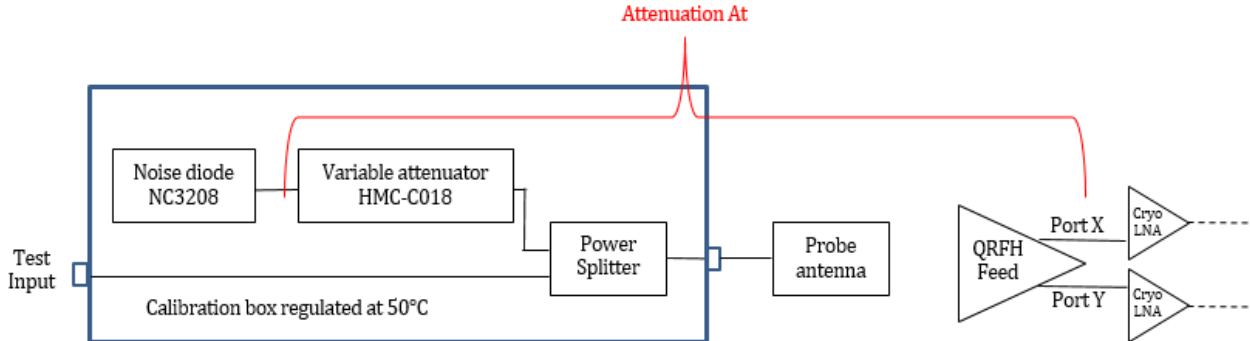 Attenuation At
Noise diode
NC3208
Variable attenuator
HMC-C018
Test
Input
Power
Splitter
Probe
antenna
QRFH
Feed
Port X
Port Y
Cryo
LNA
Cryo
LNA
Calibration box regulated at 50°C